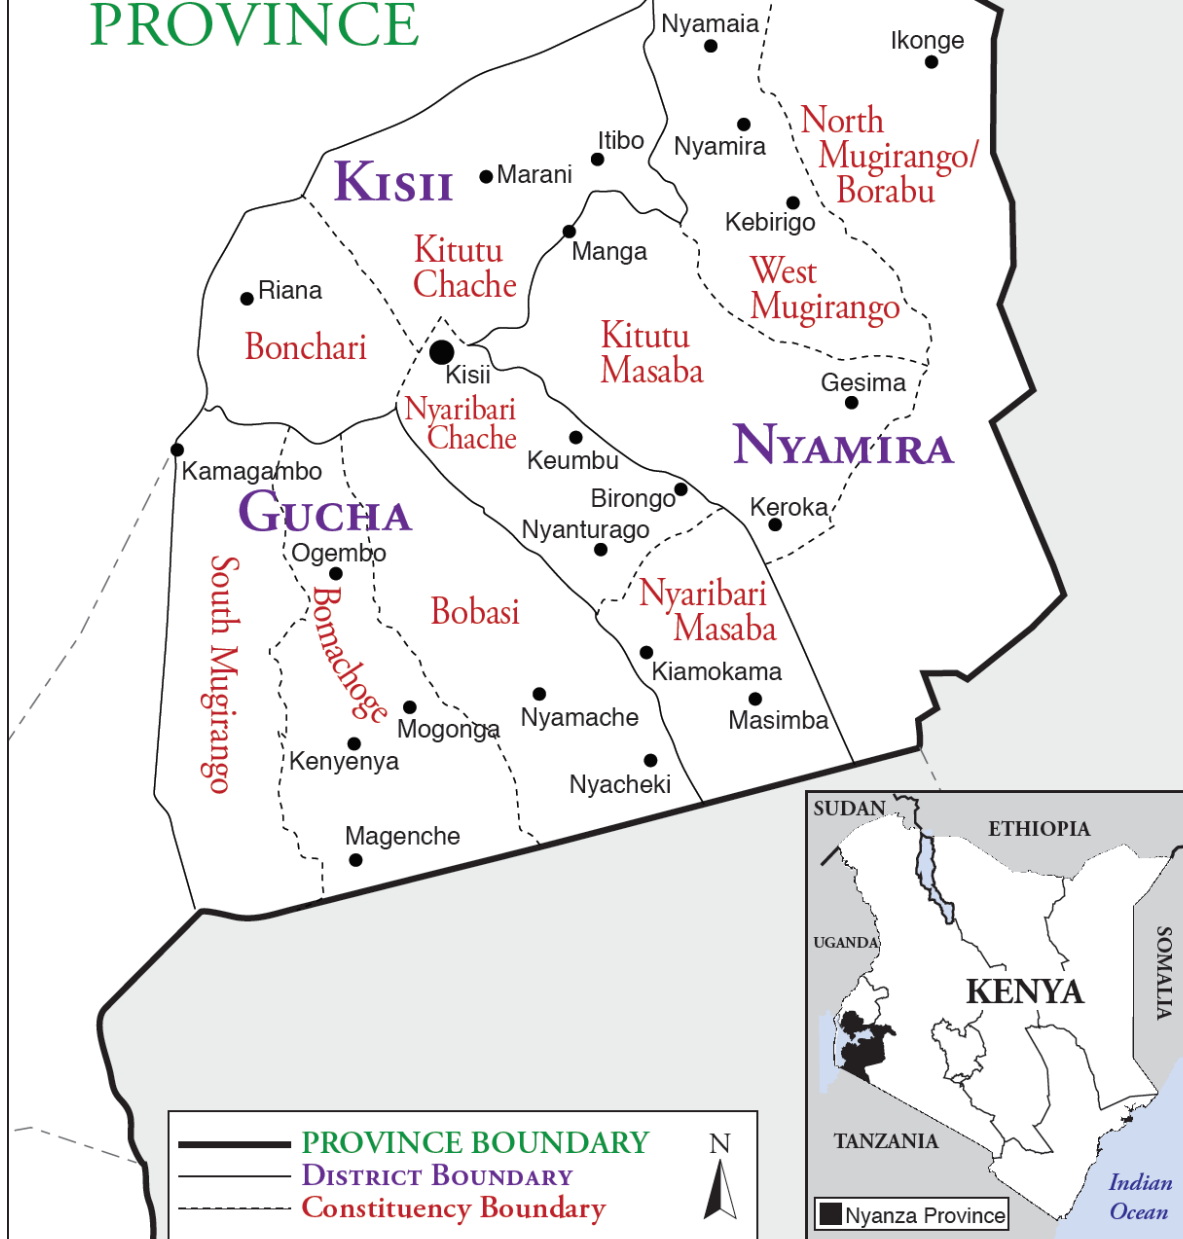 PROVINCE
Nyamaia
Ikonge
North
Mugirango/
Borabu
Itibo
Nyamira
KISII
Marani
Kebirigo
Kitutu
Chache
Manga
West
Mugirango
Riana
Bonchari
Kitutu
Masaba
Kisii
Gesima
Nyaribari
Chache
NYAMIRA
Keumbu
Kamagambo
Birongo
Keroka
GUCHA
Nyanturago
Ogembo
South Mugirango
Bomachoge
Bobasi
Nyaribari
Masaba
Kiamokama
Nyamache
Masimba
Mogonga
Kenyenya
Nyacheki
Magenche
SUDAN
ETHIOPIA
UGANDA
SOMALIA
KENYA
TANZANIA
Indian
Ocean
Nyanza Province
PROVINCE BOUNDARY
DISTRICT BOUNDARY
Constituency Boundary
N